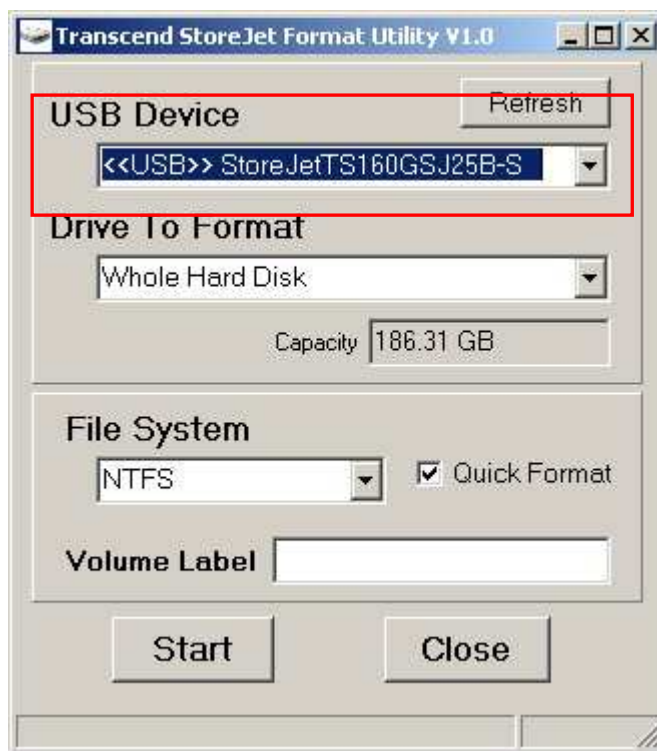 Transcend StoreJet Format Utility V1.0
Refresh
USB Device
<<USB>> StoreJetTS160GSJ25B-S
Drive To Format
Whole Hard Disk
Capacity 186.31 GB
File System
NTFS
Quick Format
Volume Label
Start Close